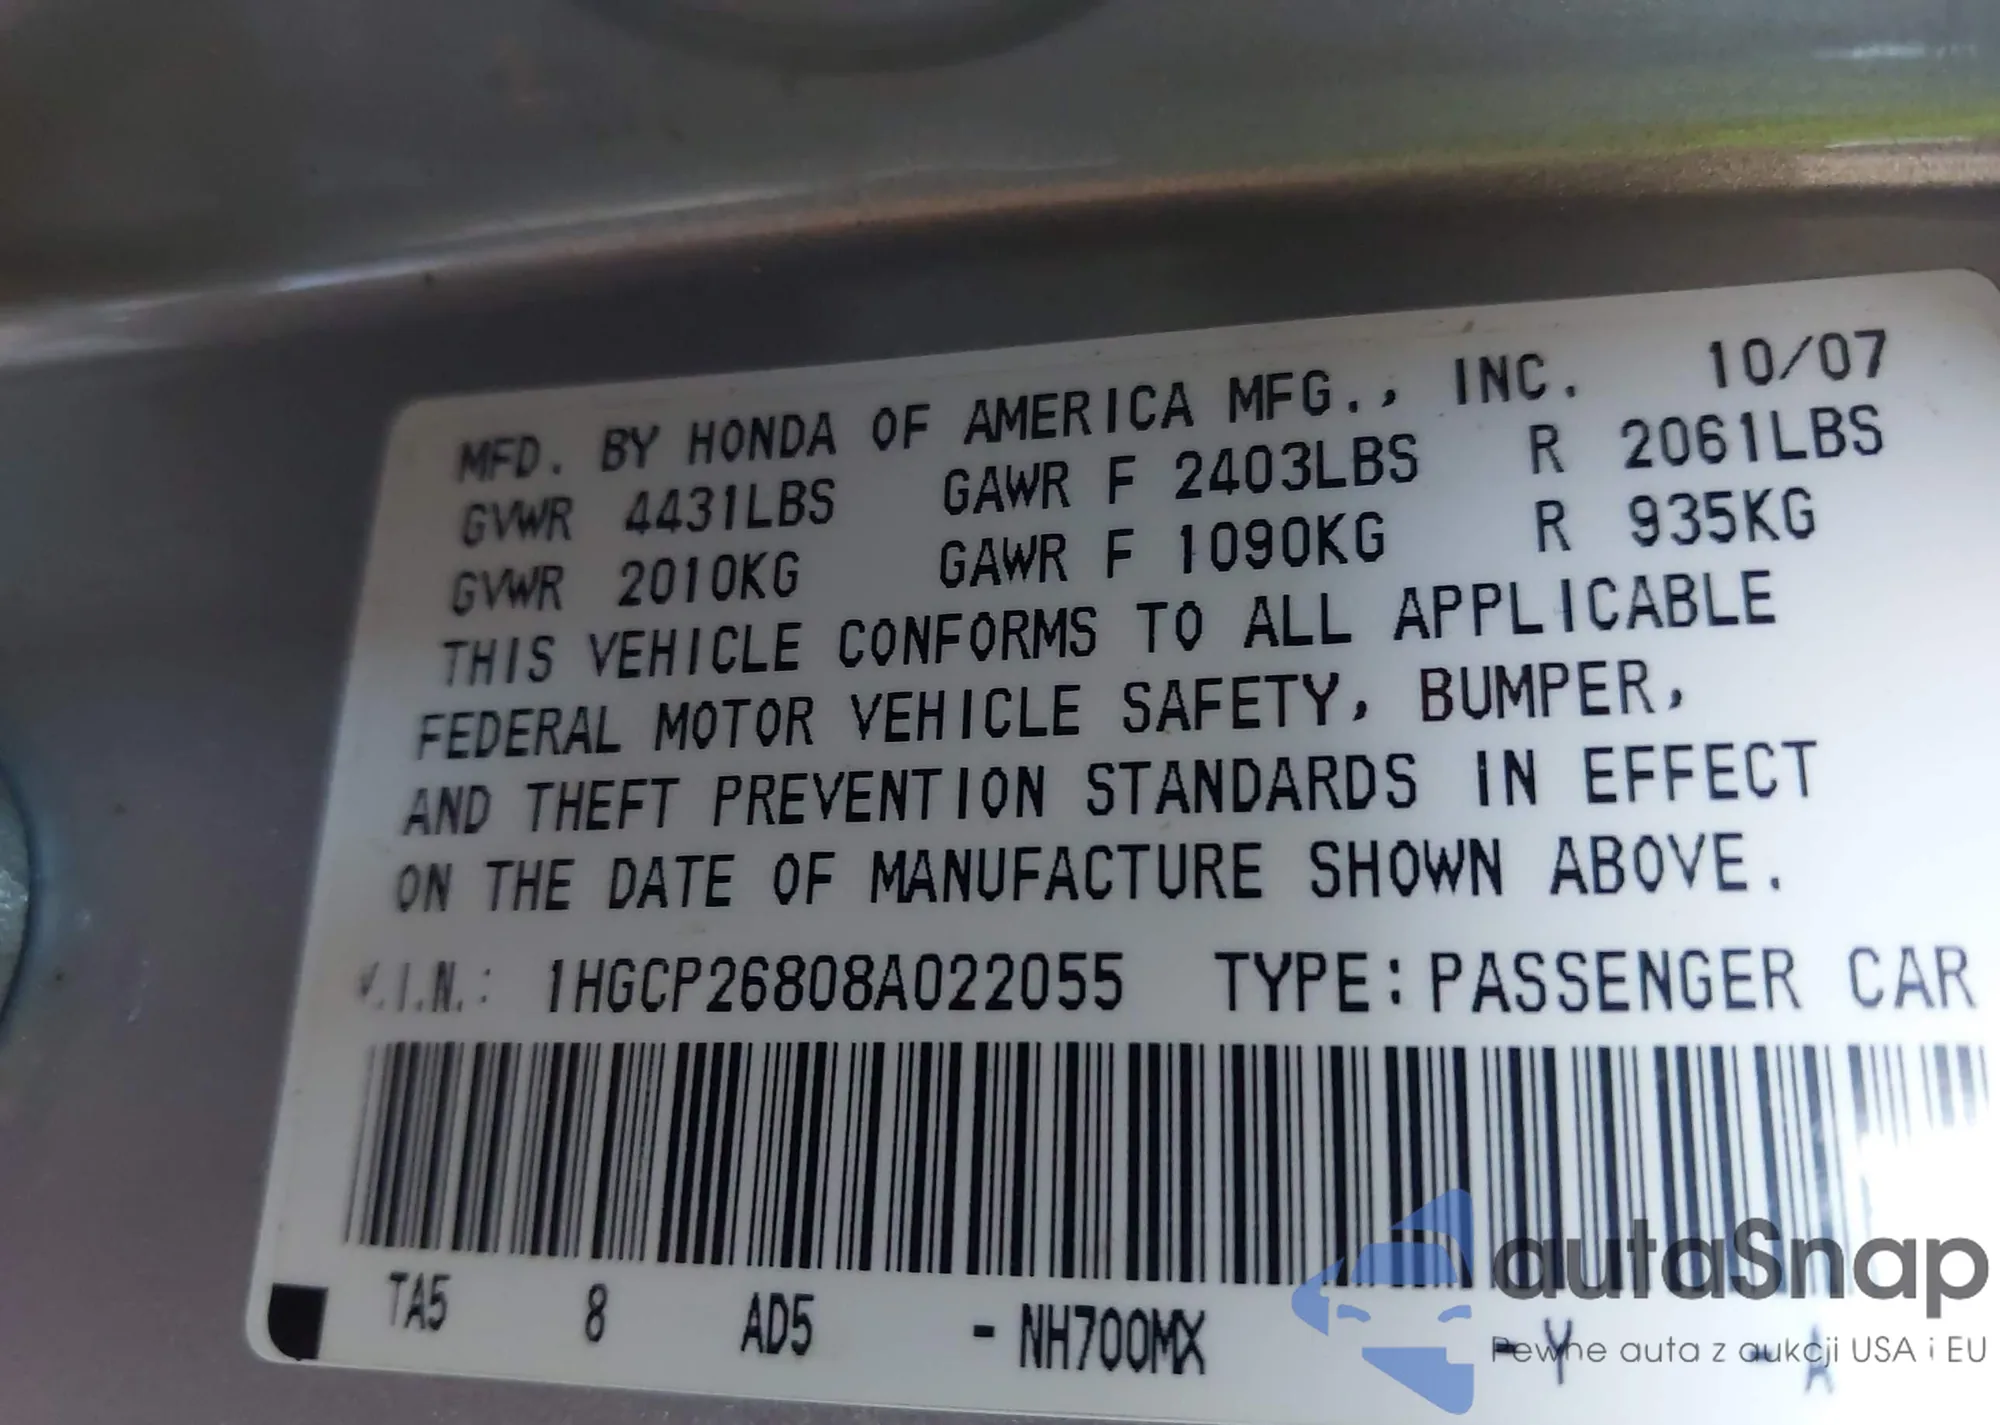 MFD. BY HONDA OF AMERICA MFG., INC. 10/07
GVWR 4431LBS GAWR F 2403LBS R 2061LBS
GVWR 2010KG GAWR F 1090KG R 935KG
THIS VEHICLE CONFORMS TO ALL APPLICABLE
FEDERAL MOTOR VEHICLE SAFETY, BUMPER,
AND THEFT PREVENTION STANDARDS IN EFFECT
ON THE DATE OF MANUFACTURE SHOWN ABOVE.
V.I.N.: 1HGCP26808A022055 TYPE: PASSENGER CAR
TA5 8 AD5 - NH700MX - Y A
autaSnap
Pewne auta z aukcji USA i EU